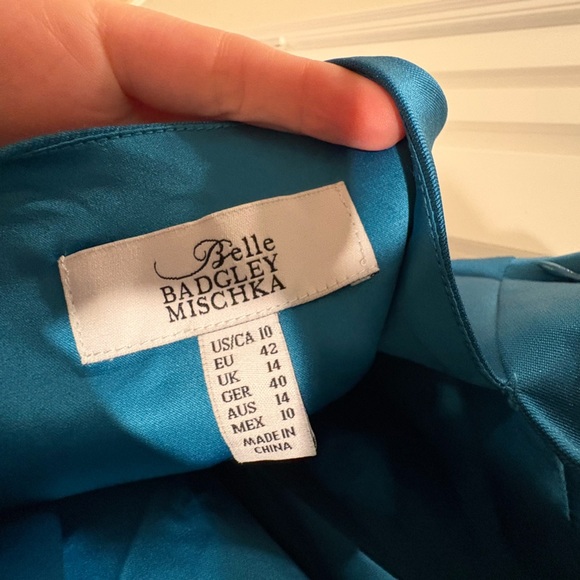 Belle
BADGLEY
MISCHKA
US/CA 10
EU 42
UK 14
GER 40
AUS 14
MEX 10
MADE IN
CHINA